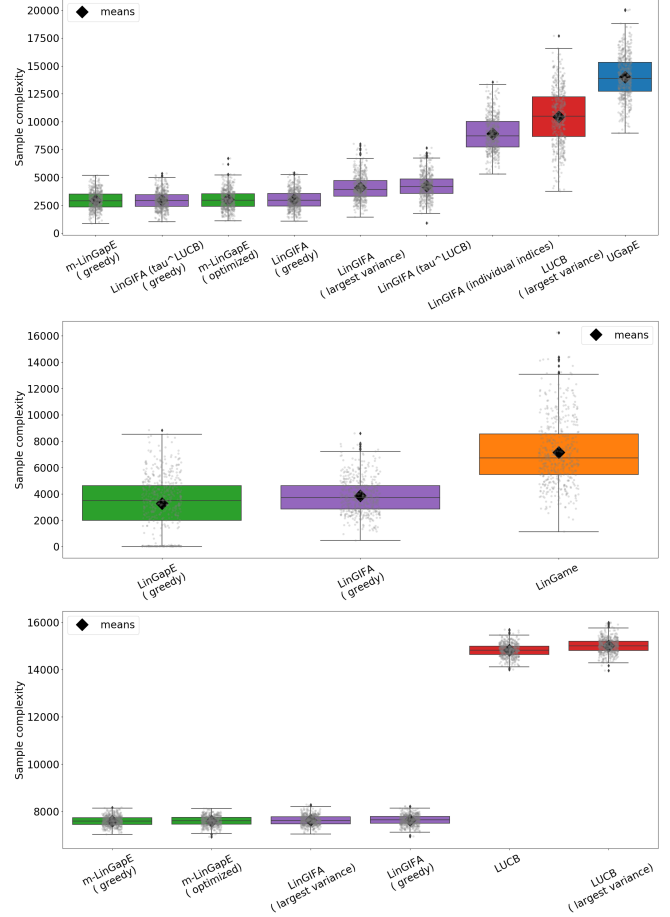 20000
17500
15000
12500
10000
7500
5000
2500
0
Sample complexity
means
m-LinGapE
( greedy)
LinGIFA (tau^LUCB)
( greedy)
m-LinGapE
( optimized)
LinGIFA
( greedy)
LinGIFA
( largest variance)
LinGIFA (tau^LUCB)
LinGIFA (individual indices)
LUCB
( largest variance)
UGapE
16000
14000
12000
10000
8000
6000
4000
2000
0
Sample complexity
means
LinGapE
( greedy)
LinGIFA
( greedy)
LinGame
16000
14000
12000
10000
8000
Sample complexity
means
m-LinGapE
( greedy)
m-LinGapE
( optimized)
LinGIFA
( largest variance)
LinGIFA
( greedy)
LUCB
LUCB
( largest variance)